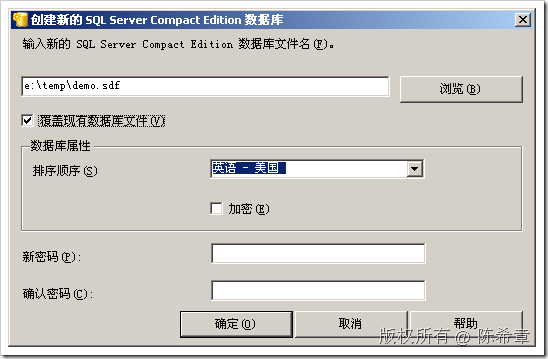 创建新的 SQL Server Compact Edition 数据库
输入新的 SQL Server Compact Edition 数据库文件名(F)。
e:\temp\demo.sdf
浏览(B)
覆盖现有数据库文件(V)
数据库属性
排序顺序(S)
英语 - 美国
加密(E)
新密码(P):
确认密码(C):
确定(O)
取消
帮助
版权所有 @ 陈希章